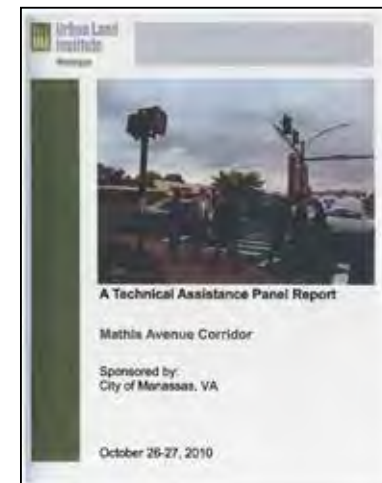 Urban Land
Institute
A Technical Assistance Panel Report
Mathis Avenue Corridor
Sponsored by:
City of Manassas, VA
October 26-27, 2010